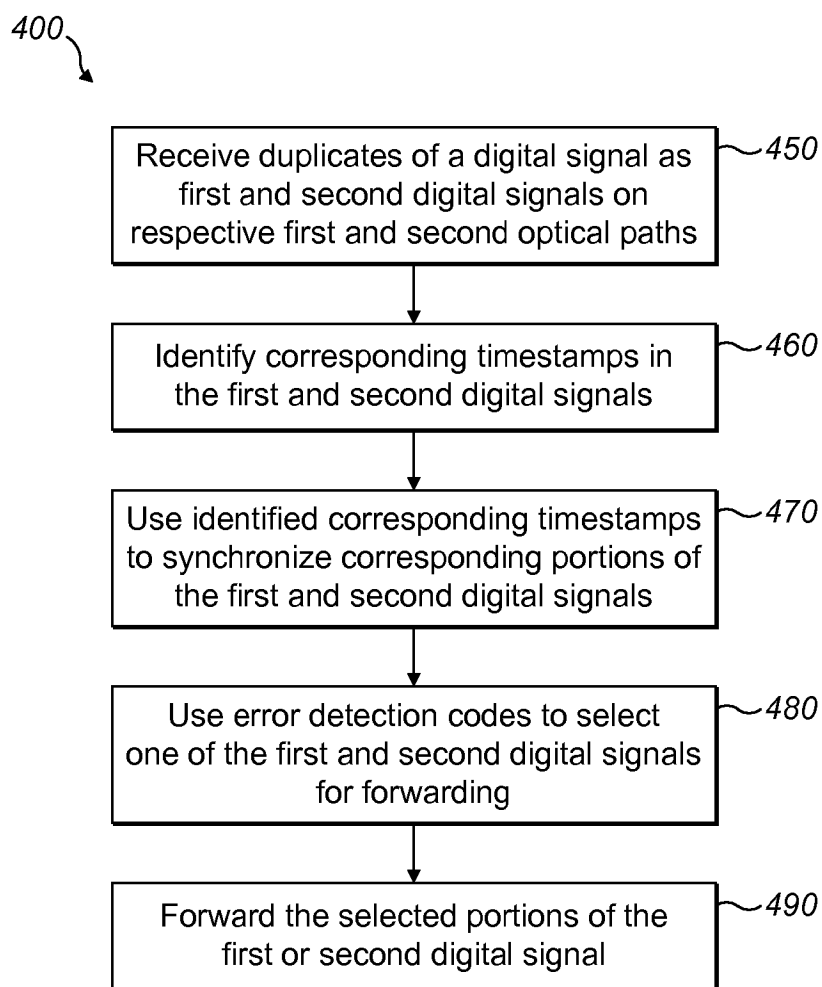 400
Receive duplicates of a digital signal as
first and second digital signals on
respective first and second optical paths
450
Identify corresponding timestamps in
the first and second digital signals
460
Use identified corresponding timestamps
to synchronize corresponding portions of
the first and second digital signals
470
Use error detection codes to select
one of the first and second digital signals
for forwarding
480
Forward the selected portions of the
first or second digital signal
490